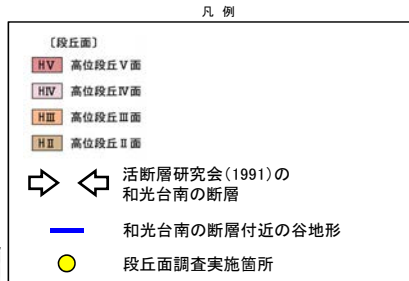 凡 例
〔段丘面〕
HⅤ 高位段丘Ⅴ面
HⅣ 高位段丘Ⅳ面
HⅢ 高位段丘Ⅲ面
HⅡ 高位段丘Ⅱ面
活断層研究会(1991)の
和光台南の断層
和光台南の断層付近の谷地形
段丘面調査実施箇所